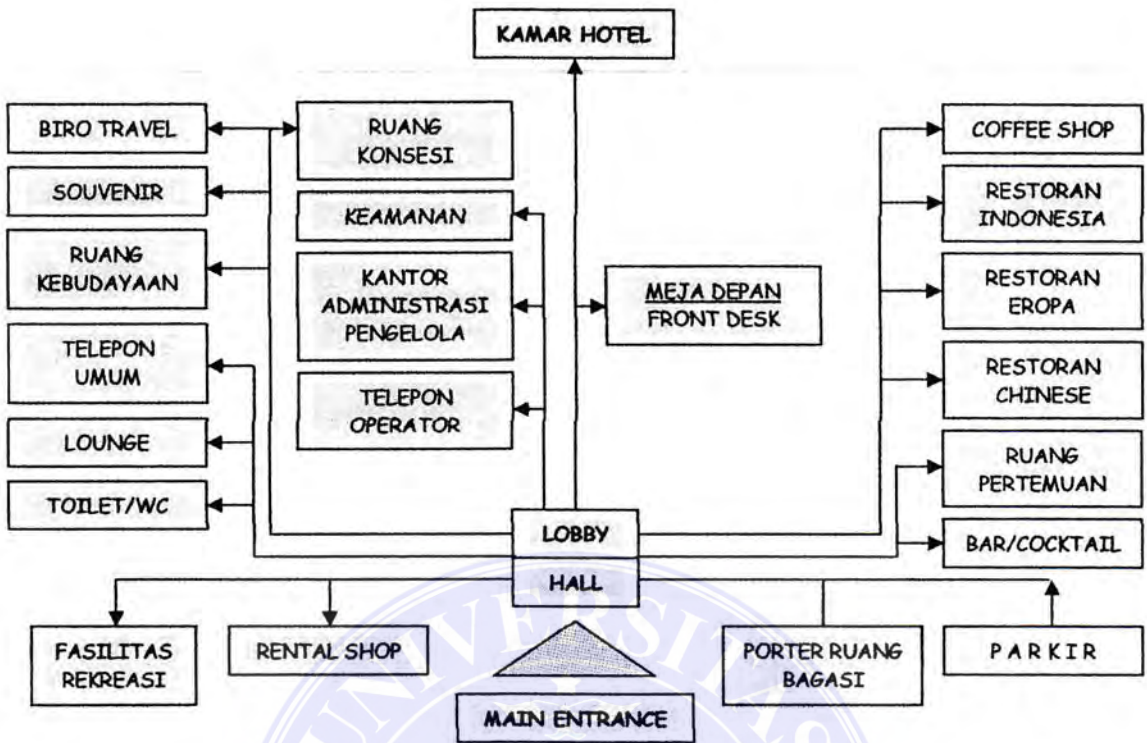 KAMAR HOTEL
BIRO TRAVEL
SOUVENIR
RUANG
KEBUDAYAAN
TELEPON
UMUM
LOUNGE
TOILET/WC
RUANG
KONSESI
KEAMANAN
KANTOR
ADMINISTRASI
PENGELOLA
TELEPON
OPERATOR
MEJA DEPAN
FRONT DESK
COFFEE SHOP
RESTORAN
INDONESIA
RESTORAN
EROPA
RESTORAN
CHINESE
RUANG
PERTEMUAN
BAR/COCKTAIL
LOBBY
HALL
FASILITAS
REKREASI
RENTAL SHOP
PORTER RUANG
BAGASI
PARKIR
MAIN ENTRANCE
UNIVERSITAS